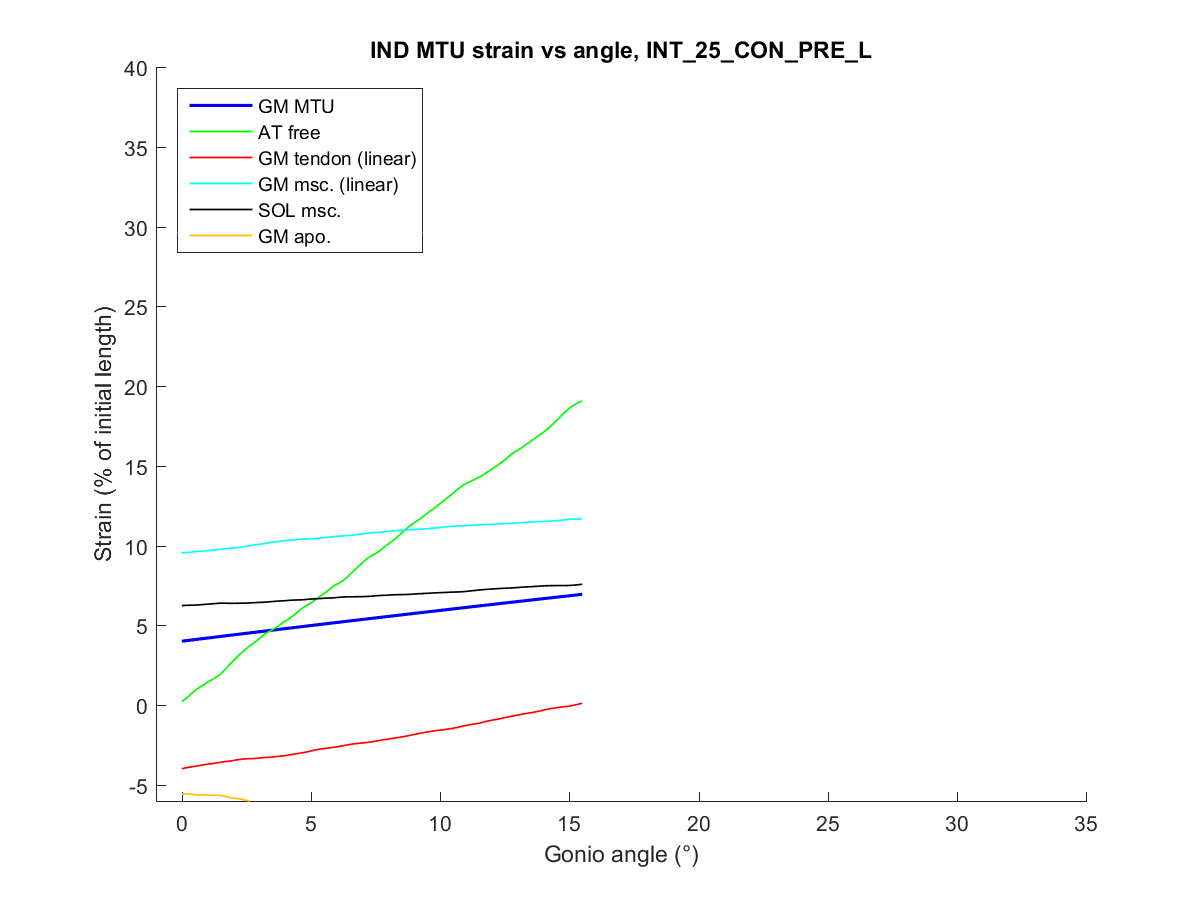 IND MTU strain vs angle, INT_25_CON_PRE_L
40
35
30
25
20
15
10
5
0
-5
Strain (% of initial length)
GM MTU
AT free
GM tendon (linear)
GM msc. (linear)
SOL msc.
GM apo.
0 5 10 15 20 25 30 35
Gonio angle (°)